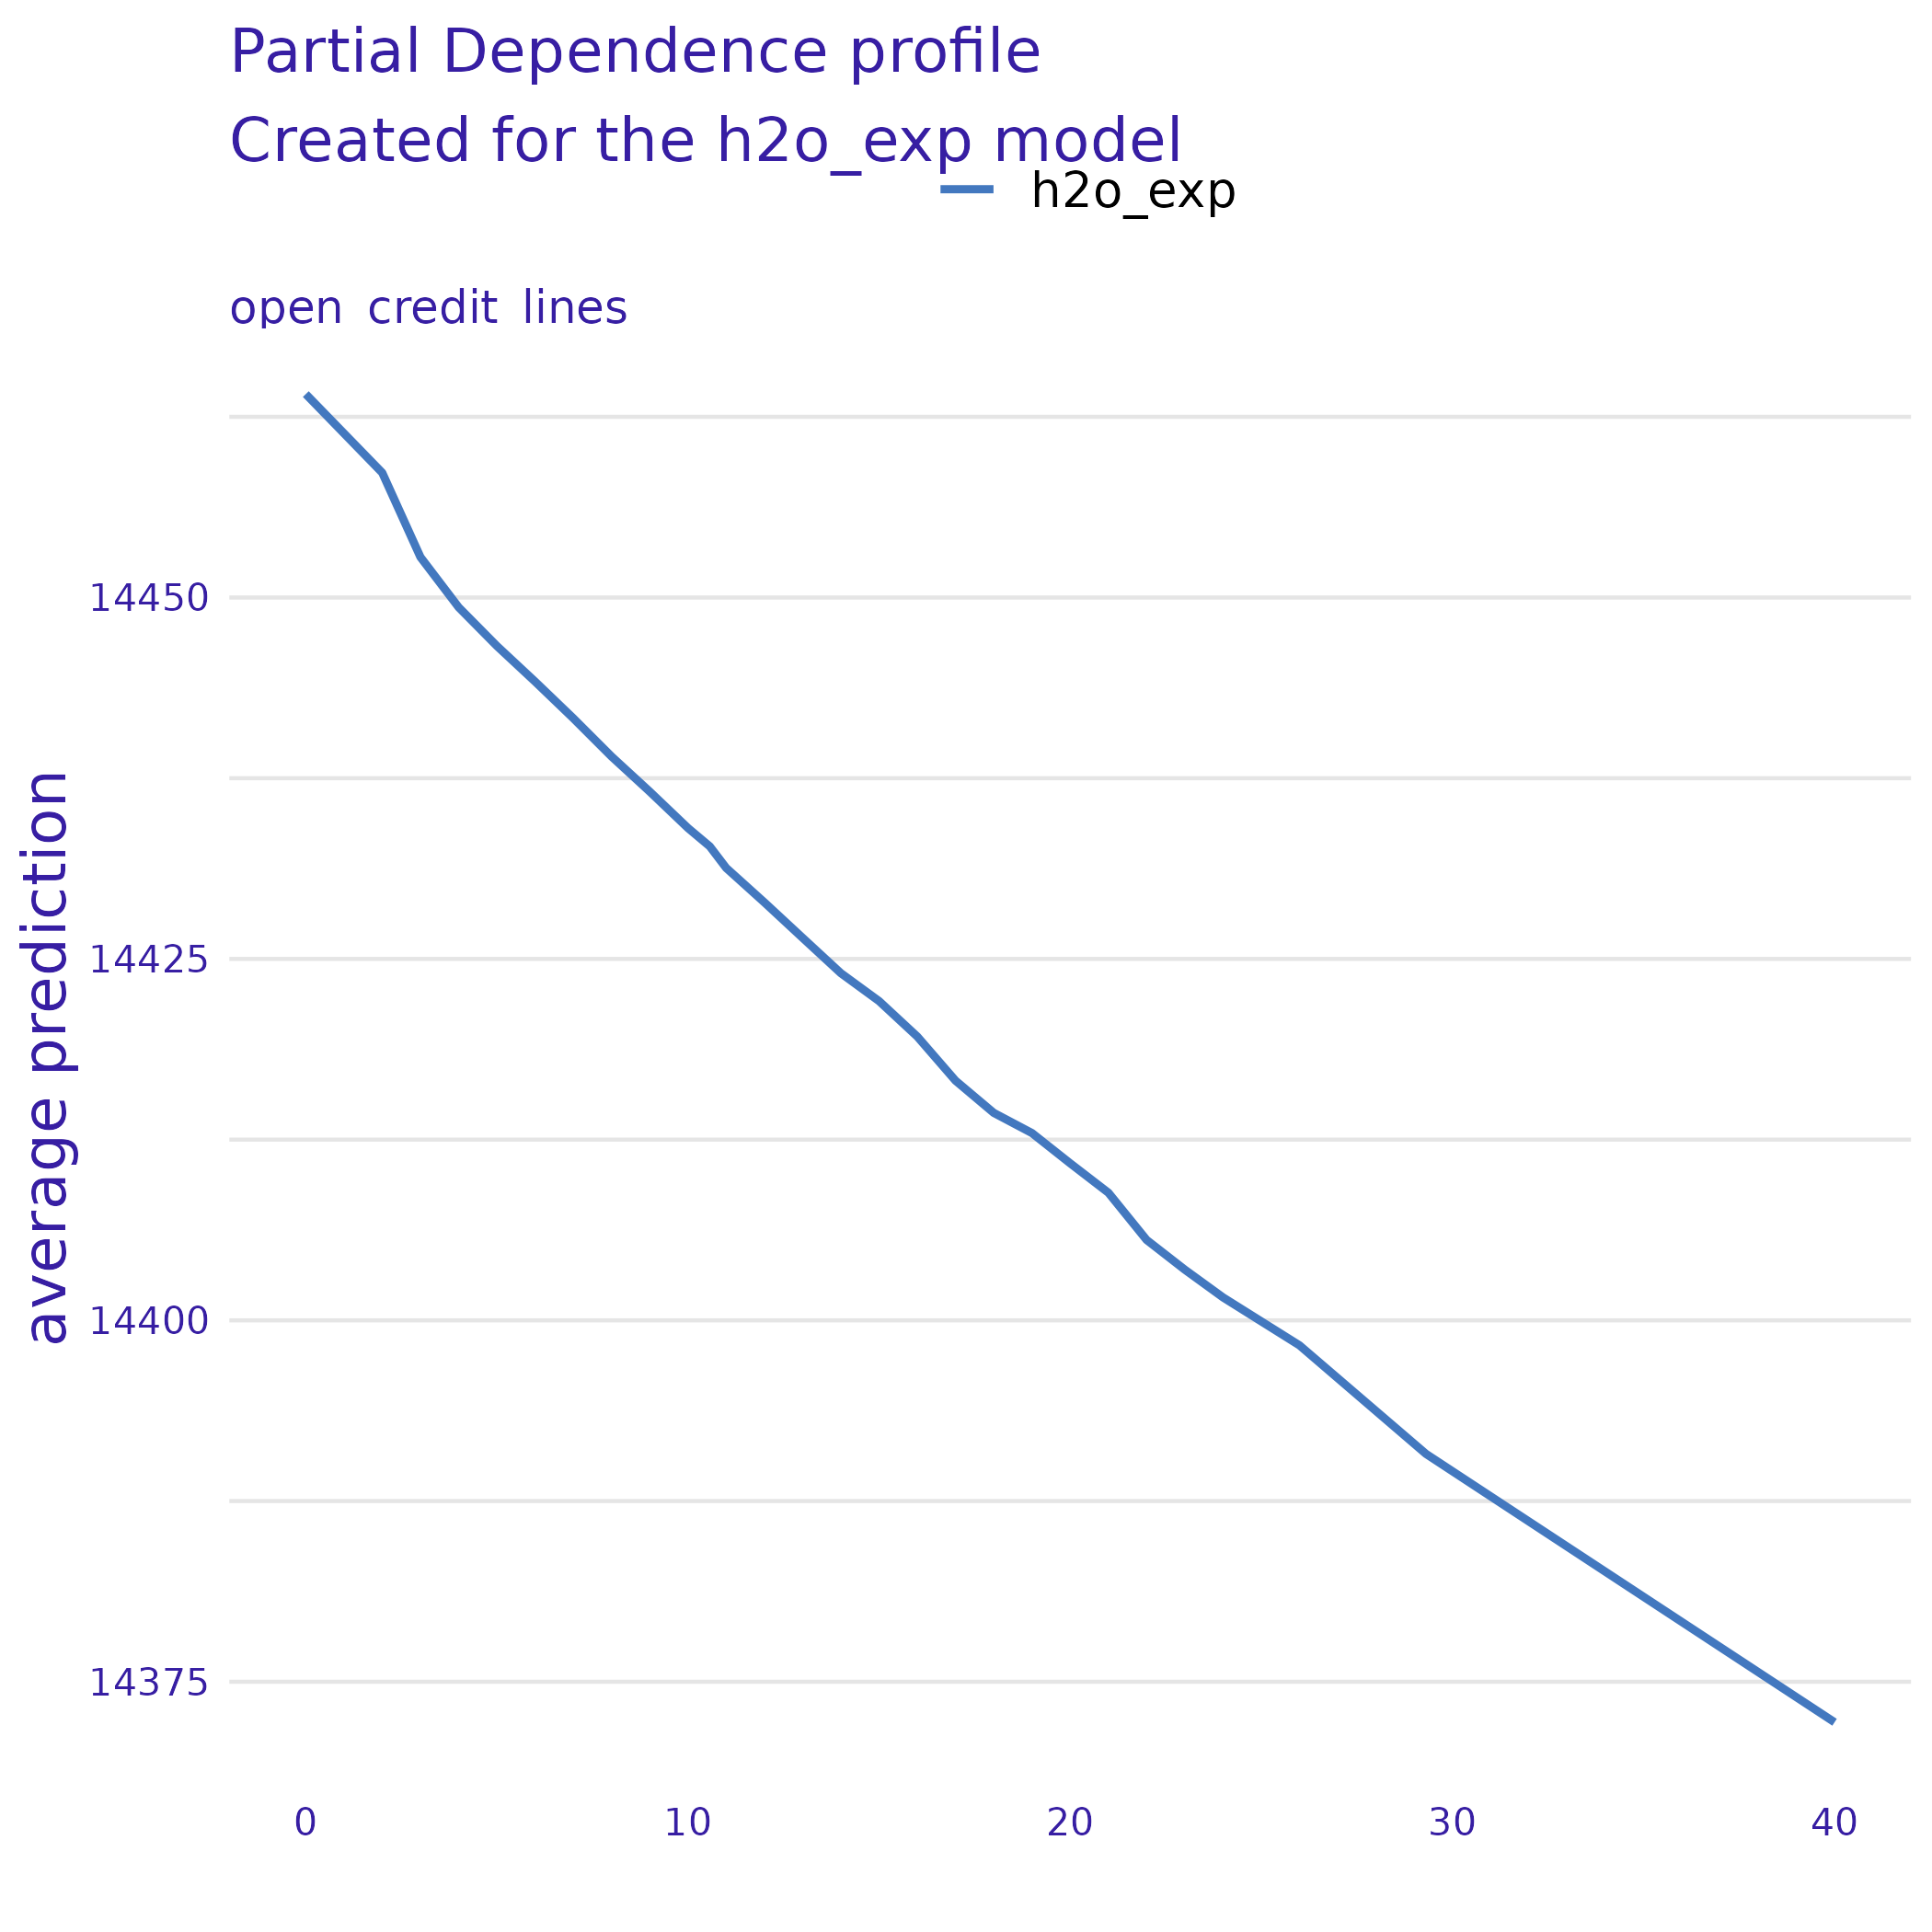 Partial Dependence profile
Created for the h2o_exp model
h2o_exp
open credit lines
average prediction
14450
14425
14400
14375
0 10 20 30 40